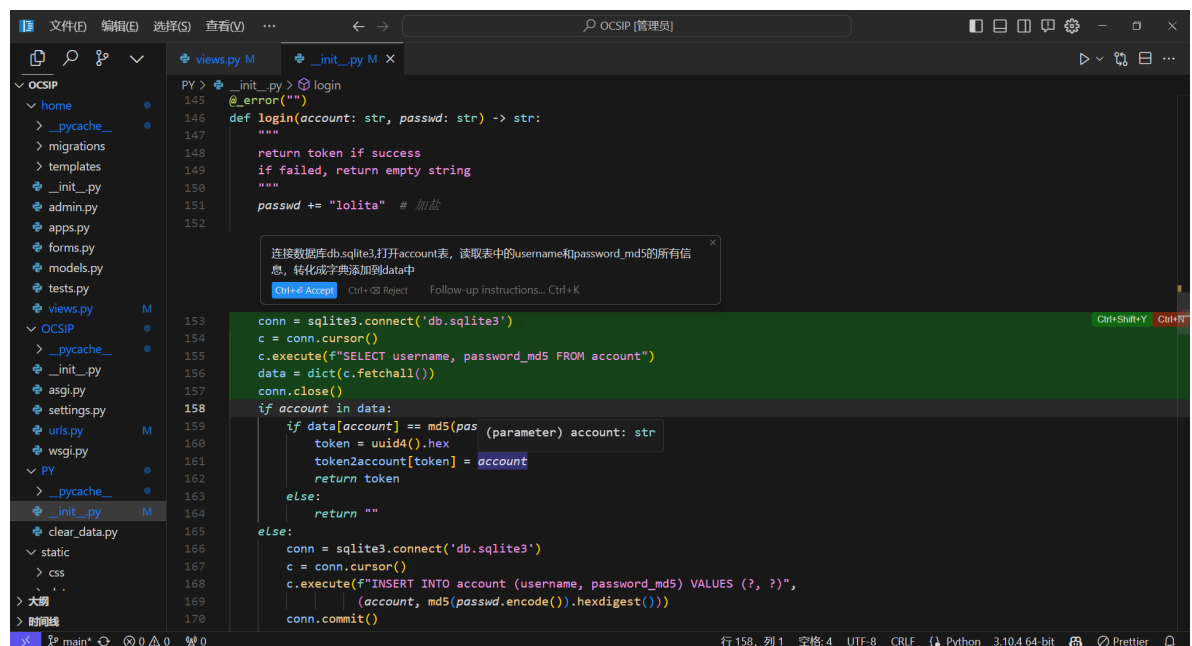 文件(F) 编辑(E) 选择(S) 查看(V) ··· ← → OCSIP [管理员]
views.py M __init__.py M
PY > __init__.py > login
OCSIP
home
__pycache__
migrations
templates
__init__.py
admin.py
apps.py
forms.py
models.py
tests.py
views.py M
OCSIP
__pycache__
__init__.py
asgi.py
settings.py
urls.py M
wsgi.py
PY
__pycache__
__init__.py M
clear_data.py
static
css
大纲
时间线
145 @_error("")
146 def login(account: str, passwd: str) -> str:
147 """
148 return token if success
149 if failed, return empty string
150 """
151 passwd += "lolita" # 加盐
152
连接数据库db.sqlite3,打开account表，读取表中的username和password_md5的所有信
息，转化成字典添加到data中
Ctrl+⏎ Accept Ctrl+⌫ Reject Follow-up instructions... Ctrl+K
153 conn = sqlite3.connect('db.sqlite3') Ctrl+Shift+Y Ctrl+N
154 c = conn.cursor()
155 c.execute(f"SELECT username, password_md5 FROM account")
156 data = dict(c.fetchall())
157 conn.close()
158 if account in data:
159 if data[account] == md5(pas
(parameter) account: str
160 token = uuid4().hex
161 token2account[token] = account
162 return token
163 else:
164 return ""
165 else:
166 conn = sqlite3.connect('db.sqlite3')
167 c = conn.cursor()
168 c.execute(f"INSERT INTO account (username, password_md5) VALUES (?, ?)",
169 (account, md5(passwd.encode()).hexdigest()))
170 conn.commit()
main* 0 0 0 行 158，列 1 空格: 4 UTF-8 CRLF Python 3.10.4 64-bit Prettier